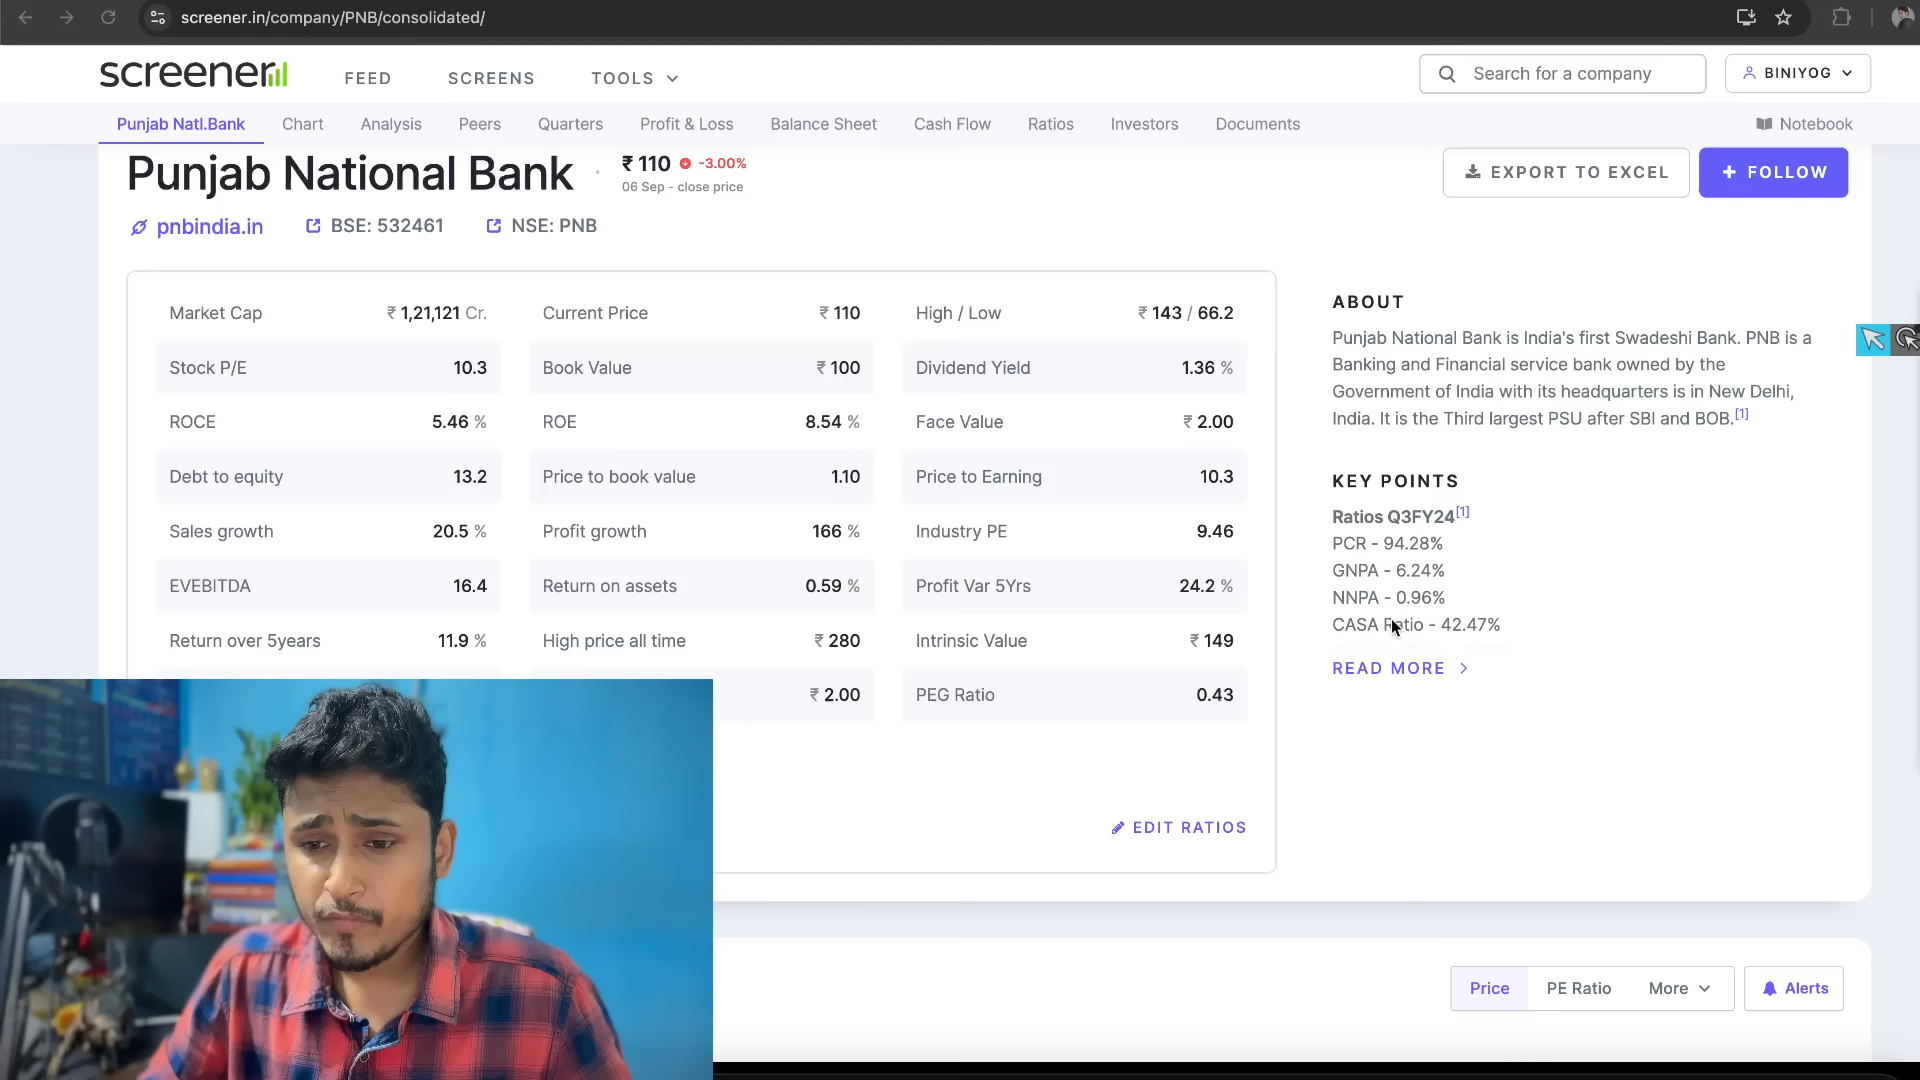 screener.in/company/PNB/consolidated/
screener
FEED SCREENS TOOLS
Search for a company
BINIYOG
Punjab Natl.Bank Chart Analysis Peers Quarters Profit & Loss Balance Sheet Cash Flow Ratios Investors Documents Notebook
Punjab National Bank
₹ 110 -3.00%
06 Sep - close price
EXPORT TO EXCEL
+ FOLLOW
pnbindia.in BSE: 532461 NSE: PNB
Market Cap ₹ 1,21,121 Cr. Current Price ₹ 110 High / Low ₹ 143 / 66.2
Stock P/E 10.3 Book Value ₹ 100 Dividend Yield 1.36 %
ROCE 5.46 % ROE 8.54 % Face Value ₹ 2.00
Debt to equity 13.2 Price to book value 1.10 Price to Earning 10.3
Sales growth 20.5 % Profit growth 166 % Industry PE 9.46
EVEBITDA 16.4 Return on assets 0.59 % Profit Var 5Yrs 24.2 %
Return over 5years 11.9 % High price all time ₹ 280 Intrinsic Value ₹ 149
₹ 2.00 PEG Ratio 0.43
EDIT RATIOS
ABOUT
Punjab National Bank is India's first Swadeshi Bank. PNB is a
Banking and Financial service bank owned by the
Government of India with its headquarters is in New Delhi,
India. It is the Third largest PSU after SBI and BOB.[1]
KEY POINTS
Ratios Q3FY24[1]
PCR - 94.28%
GNPA - 6.24%
NNPA - 0.96%
CASA Ratio - 42.47%
READ MORE
Price PE Ratio More
Alerts